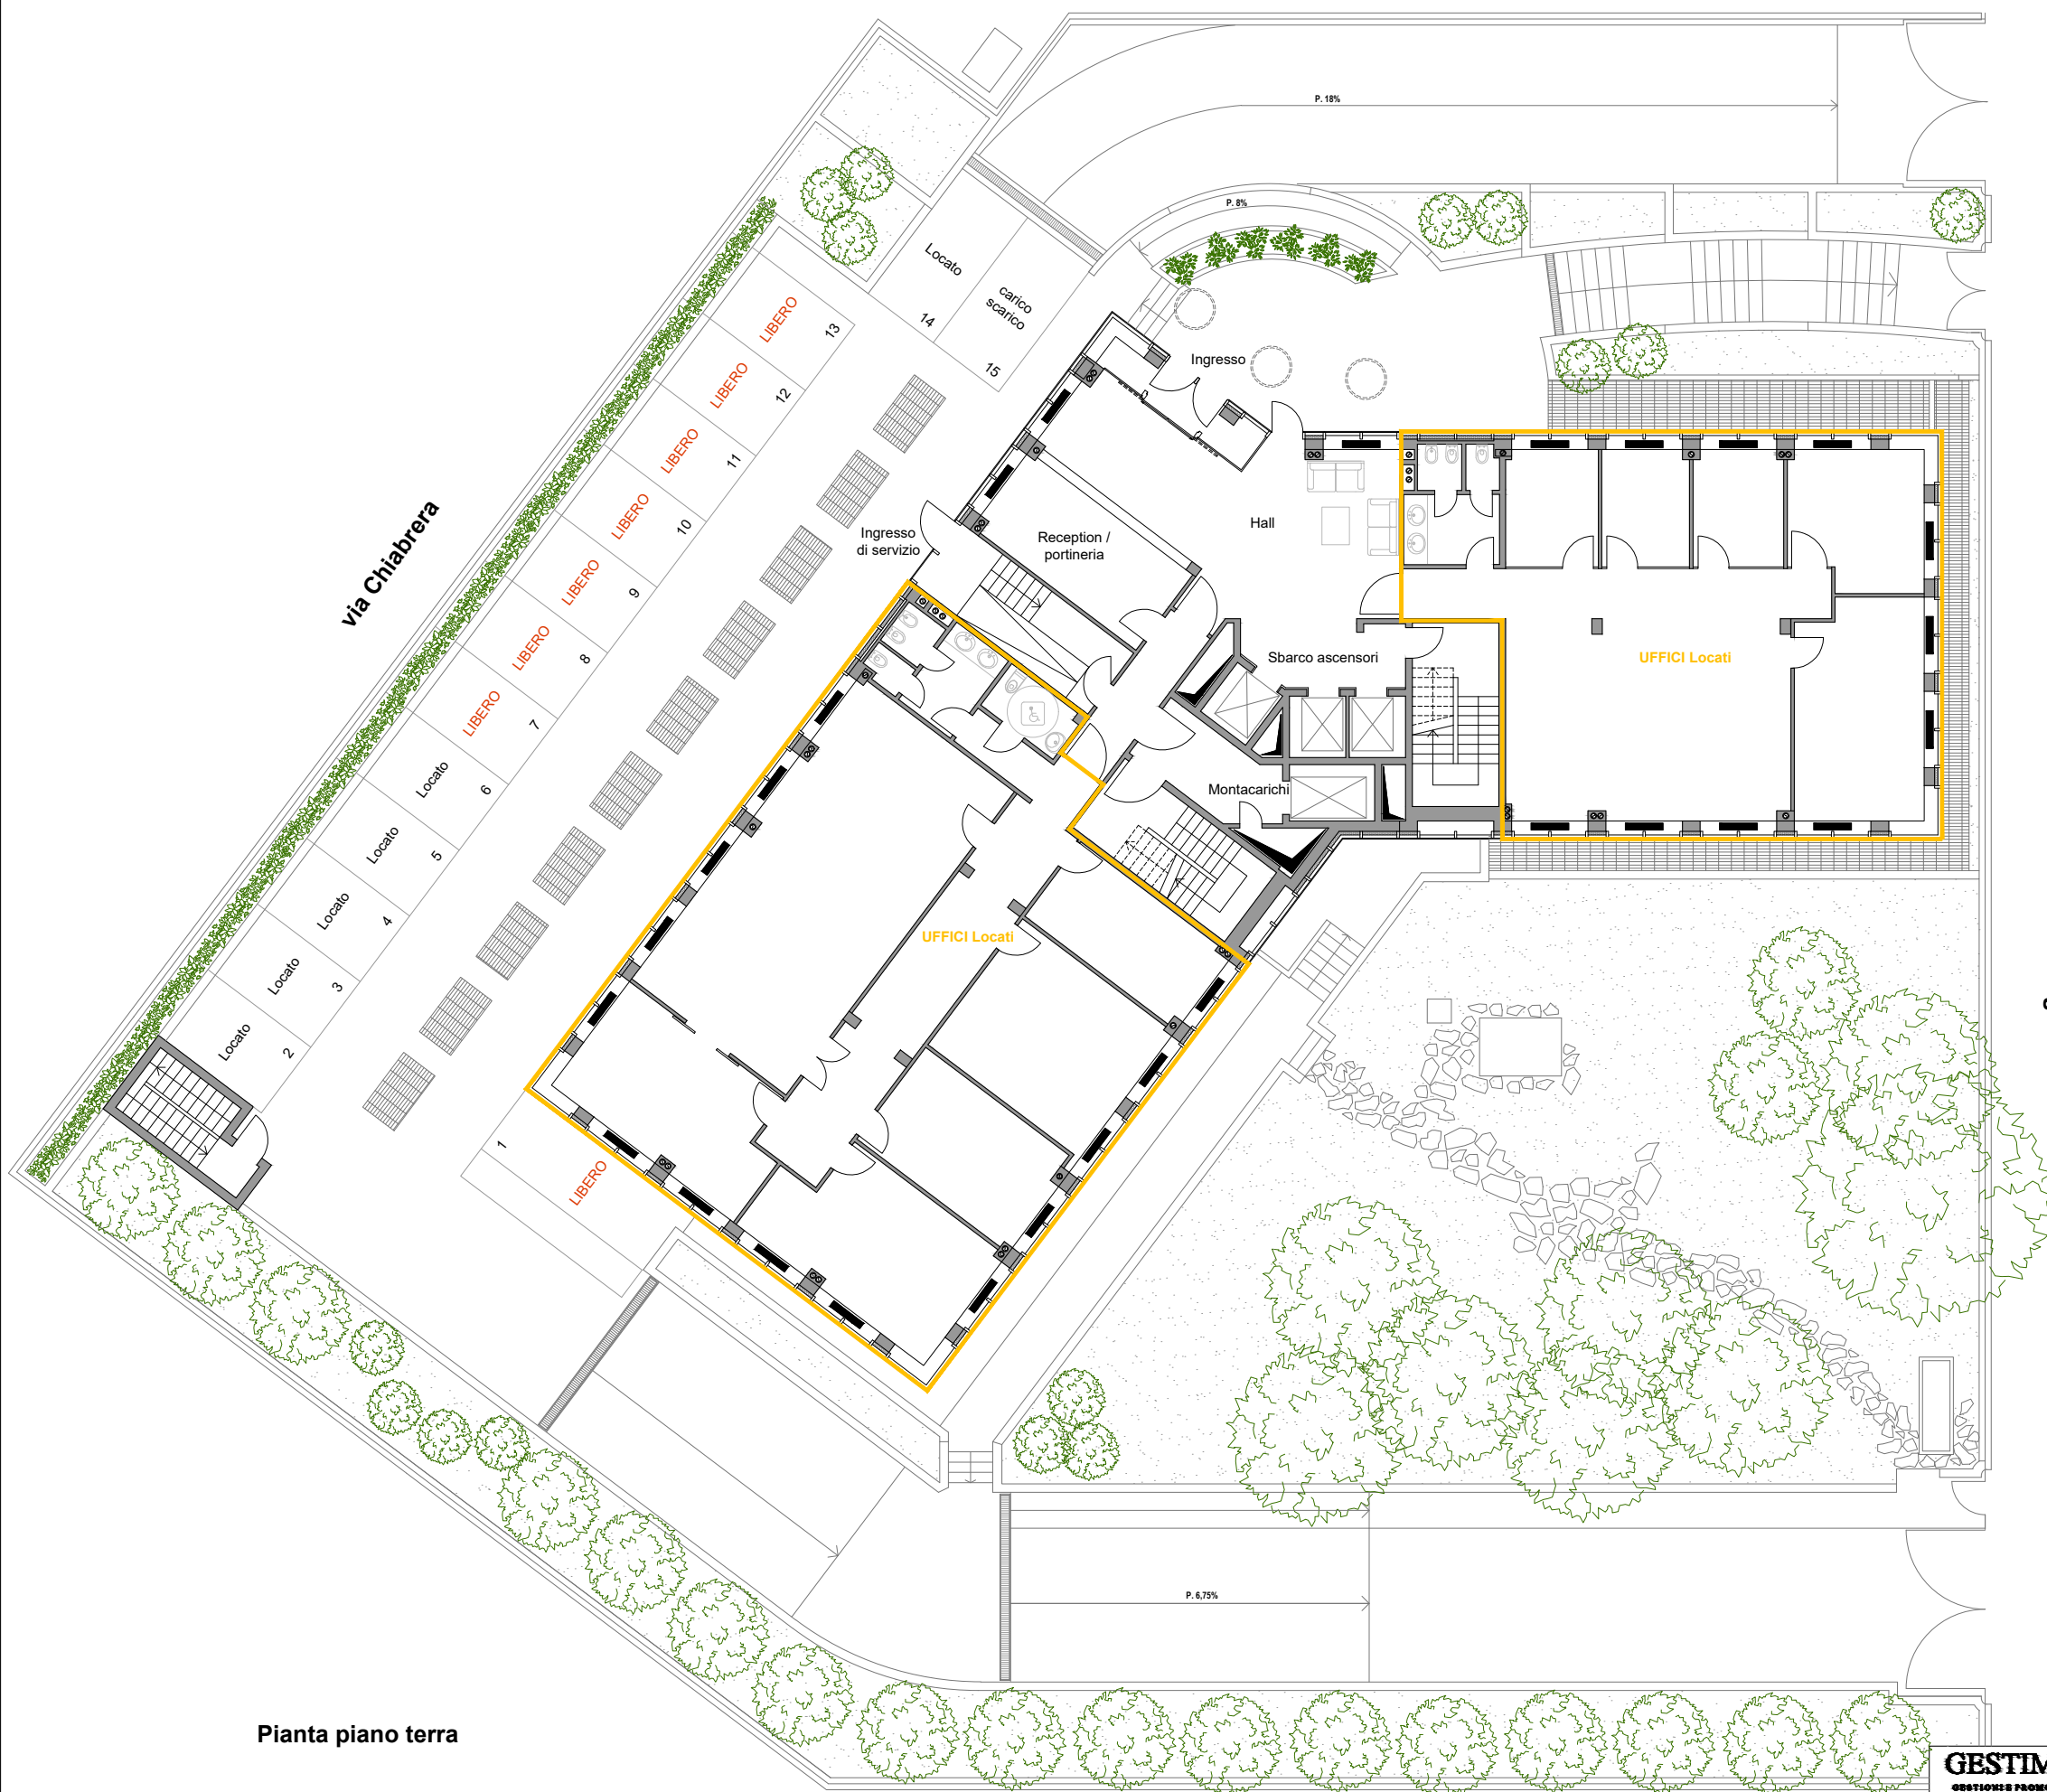 P. 18%
P. 8%
Locato
14
carico
scarico
15
LIBERO
13
LIBERO
12
LIBERO
11
LIBERO
10
LIBERO
9
LIBERO
8
LIBERO
7
Locato
6
Locato
5
Locato
4
Locato
3
Locato
2
1
LIBERO
via Chiabrera
Ingresso
Ingresso
di servizio
Reception /
portineria
Hall
Sbarco ascensori
Montacarichi
UFFICI Locati
UFFICI Locati
P. 6,75%
Pianta piano terra